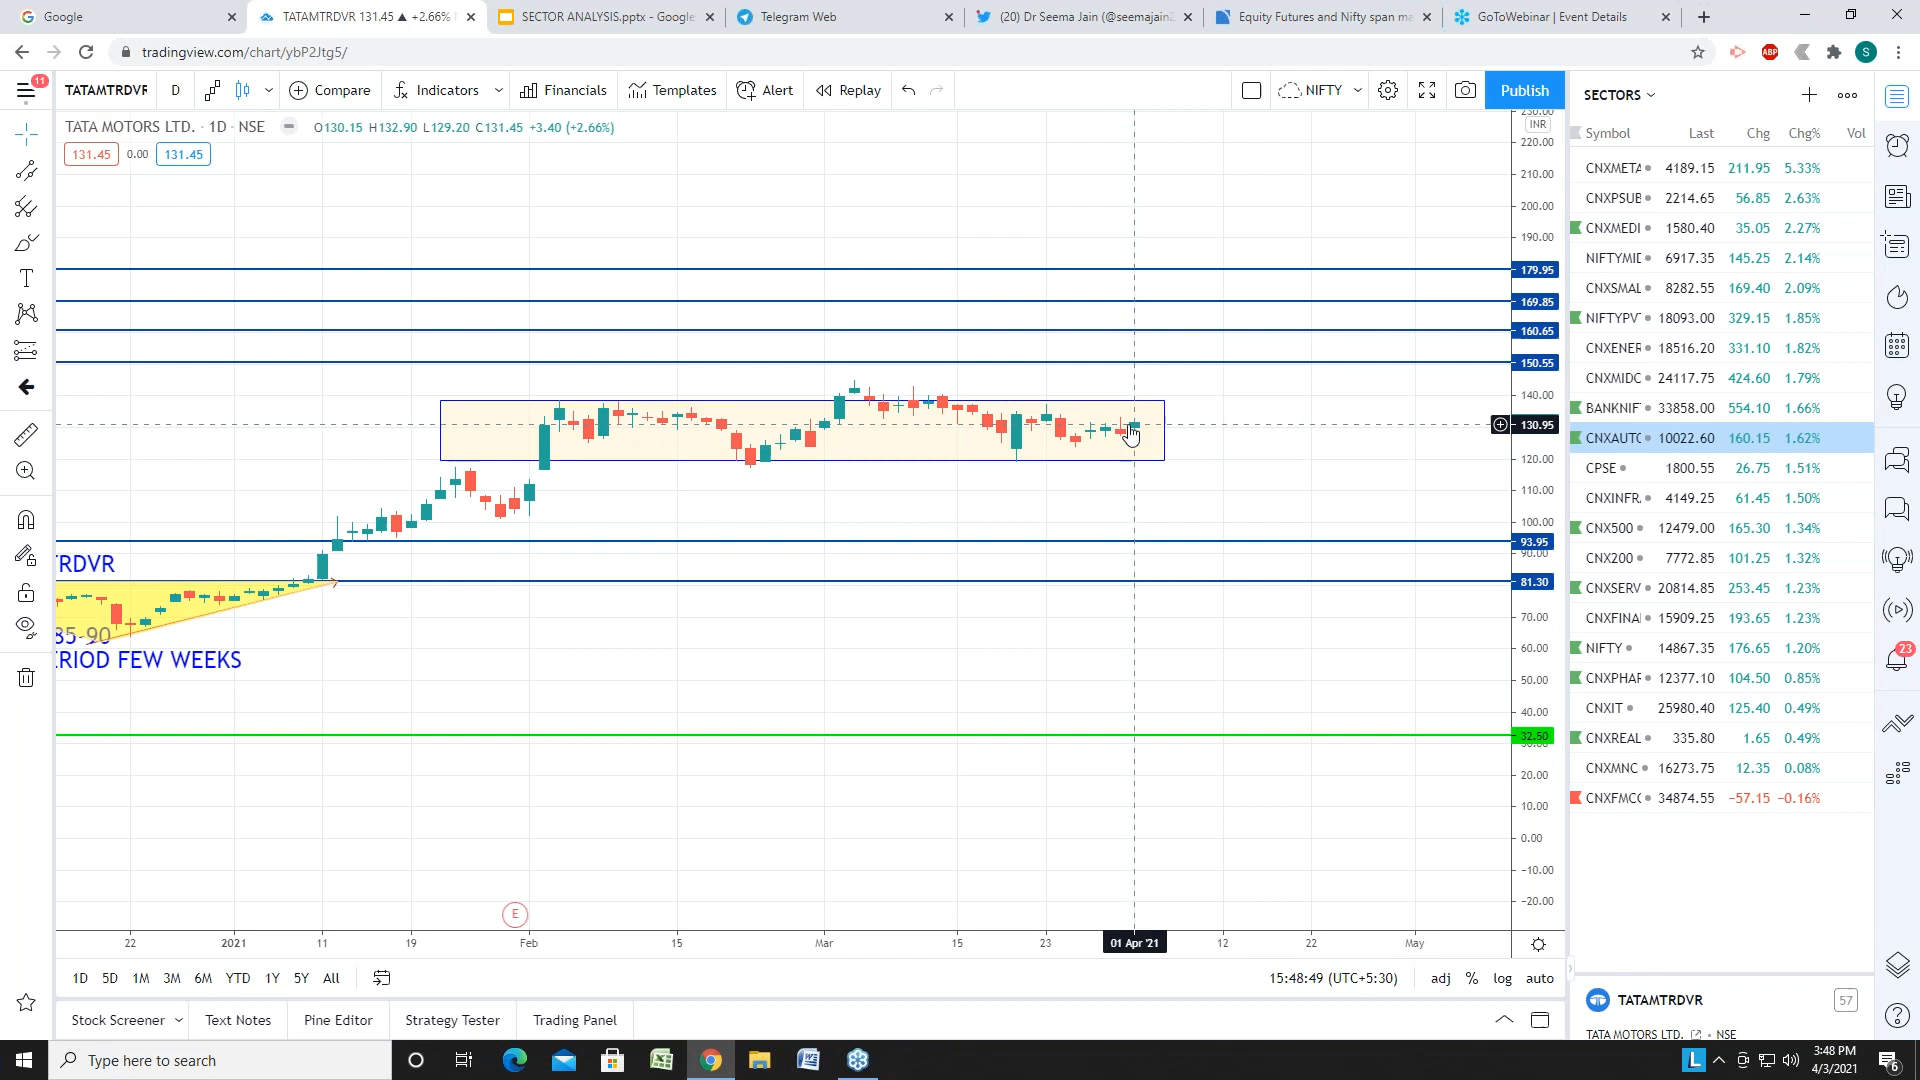 Google
TATAMTRDVR 131.45 ▲ +2.66%
SECTOR ANALYSIS.pptx - Google
Telegram Web
(20) Dr Seema Jain (@seemajain
Equity Futures and Nifty span ma
GoToWebinar | Event Details
tradingview.com/chart/ybP2Jtg5/
ABP
S
11
TATAMTRDVR
D
Compare
Indicators
Financials
Templates
Alert
Replay
NIFTY
Publish
TATA MOTORS LTD. · 1D · NSE
O130.15 H132.90 L129.20 C131.45 +3.40 (+2.66%)
131.45 0.00 131.45
INR
230.00
220.00
210.00
200.00
190.00
179.95
169.85
160.65
150.55
140.00
130.95
120.00
110.00
100.00
93.95
90.00
81.30
70.00
60.00
50.00
40.00
32.50
30.00
20.00
10.00
0.00
−10.00
−20.00
TRDVR
85-90
ERIOD FEW WEEKS
E
22 2021 11 19 Feb 15 Mar 15 23 01 Apr '21 12 22 May
1D 5D 1M 3M 6M YTD 1Y 5Y All
15:48:49 (UTC+5:30) adj % log auto
Stock Screener
Text Notes
Pine Editor
Strategy Tester
Trading Panel
SECTORS
Symbol Last Chg Chg% Vol
CNXMETA 4189.15 211.95 5.33%
CNXPSUB 2214.65 56.85 2.63%
CNXMEDI 1580.40 35.05 2.27%
NIFTYMIE 6917.35 145.25 2.14%
CNXSMAL 8282.55 169.40 2.09%
NIFTYPV 18093.00 329.15 1.85%
CNXENER 18516.20 331.10 1.82%
CNXMIDC 24117.75 424.60 1.79%
BANKNIF 33858.00 554.10 1.66%
CNXAUTC 10022.60 160.15 1.62%
CPSE 1800.55 26.75 1.51%
CNXINFR 4149.25 61.45 1.50%
CNX500 12479.00 165.30 1.34%
CNX200 7772.85 101.25 1.32%
CNXSERV 20814.85 253.45 1.23%
CNXFINA 15909.25 193.65 1.23%
NIFTY 14867.35 176.65 1.20%
CNXPHAF 12377.10 104.50 0.85%
CNXIT 25980.40 125.40 0.49%
CNXREAL 335.80 1.65 0.49%
CNXMNC 16273.75 12.35 0.08%
CNXFMCC 34874.55 −57.15 −0.16%
23
TATAMTRDVR
57
TATA MOTORS LTD. · NSE
Type here to search
L
3:48 PM
4/3/2021
6